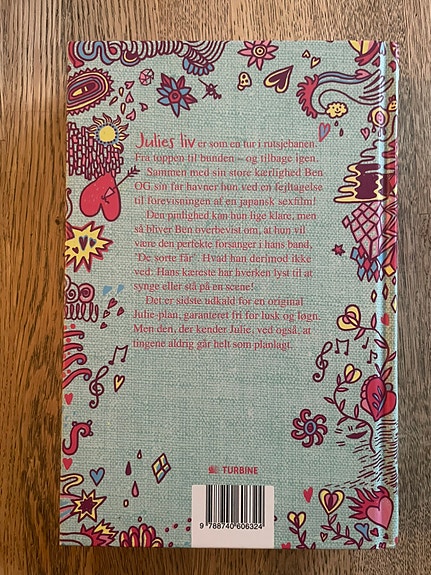 Julies liv er som en tur i rutsjebanen.
Fra toppen til bunden – og tilbage igen.
Sammen med sin store kærlighed Ben
OG sin far havner hun ved en fejltagelse
til forevisningen af en japansk sexfilm!
Den pinlighed kan hun lige klare, men
så bliver Ben overbevist om, at hun vil
være den perfekte forsanger i hans band,
"De sorte får". Hvad han derimod ikke
ved: Hans kæreste har hverken lyst til at
synge eller stå på en scene!
Det er sidste udkald for en original
Julie-plan, garanteret fri for lusk og løgn.
Men den, der kender Julie, ved også, at
tingene aldrig går helt som planlagt.
TURBINE
9 788740 606324